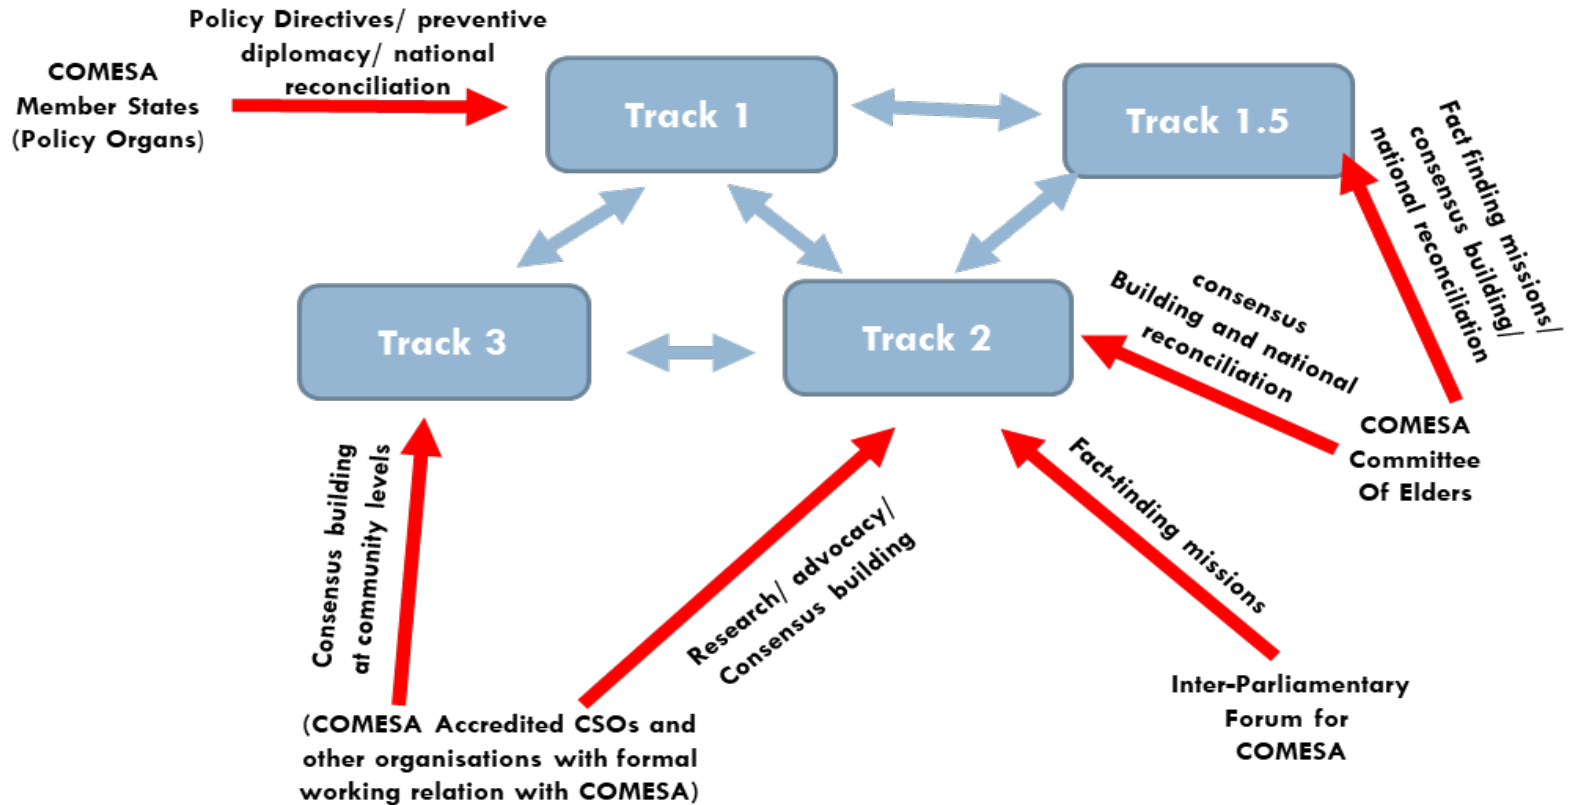 Policy Directives/ preventive
diplomacy/ national
reconciliation
COMESA
Member States
(Policy Organs)
Track 1
Track 1.5
Fact finding missions/
consensus building/
national reconciliation
Track 3
Track 2
consensus
Building and national
reconciliation
COMESA
Committee
Of Elders
Consensus building
at community levels
Research/ advocacy/
Consensus building
Fact-finding missions
Inter-Parliamentary
Forum for
COMESA
(COMESA Accredited CSOs and
other organisations with formal
working relation with COMESA)